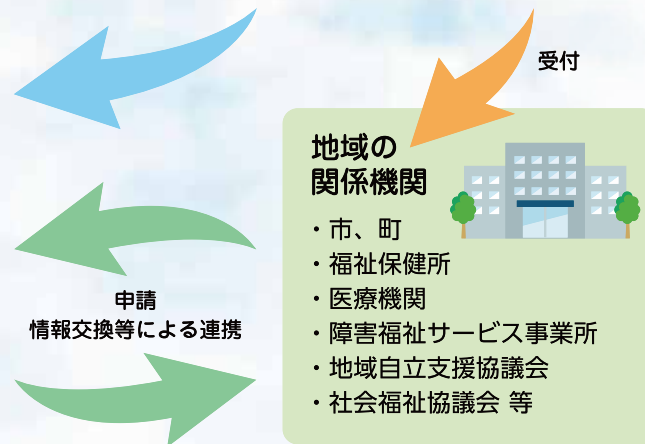 受付
地域の
関係機関
・市、町
・福祉保健所
・医療機関
・障害福祉サービス事業所
・地域自立支援協議会
・社会福祉協議会 等
申請
情報交換等による連携